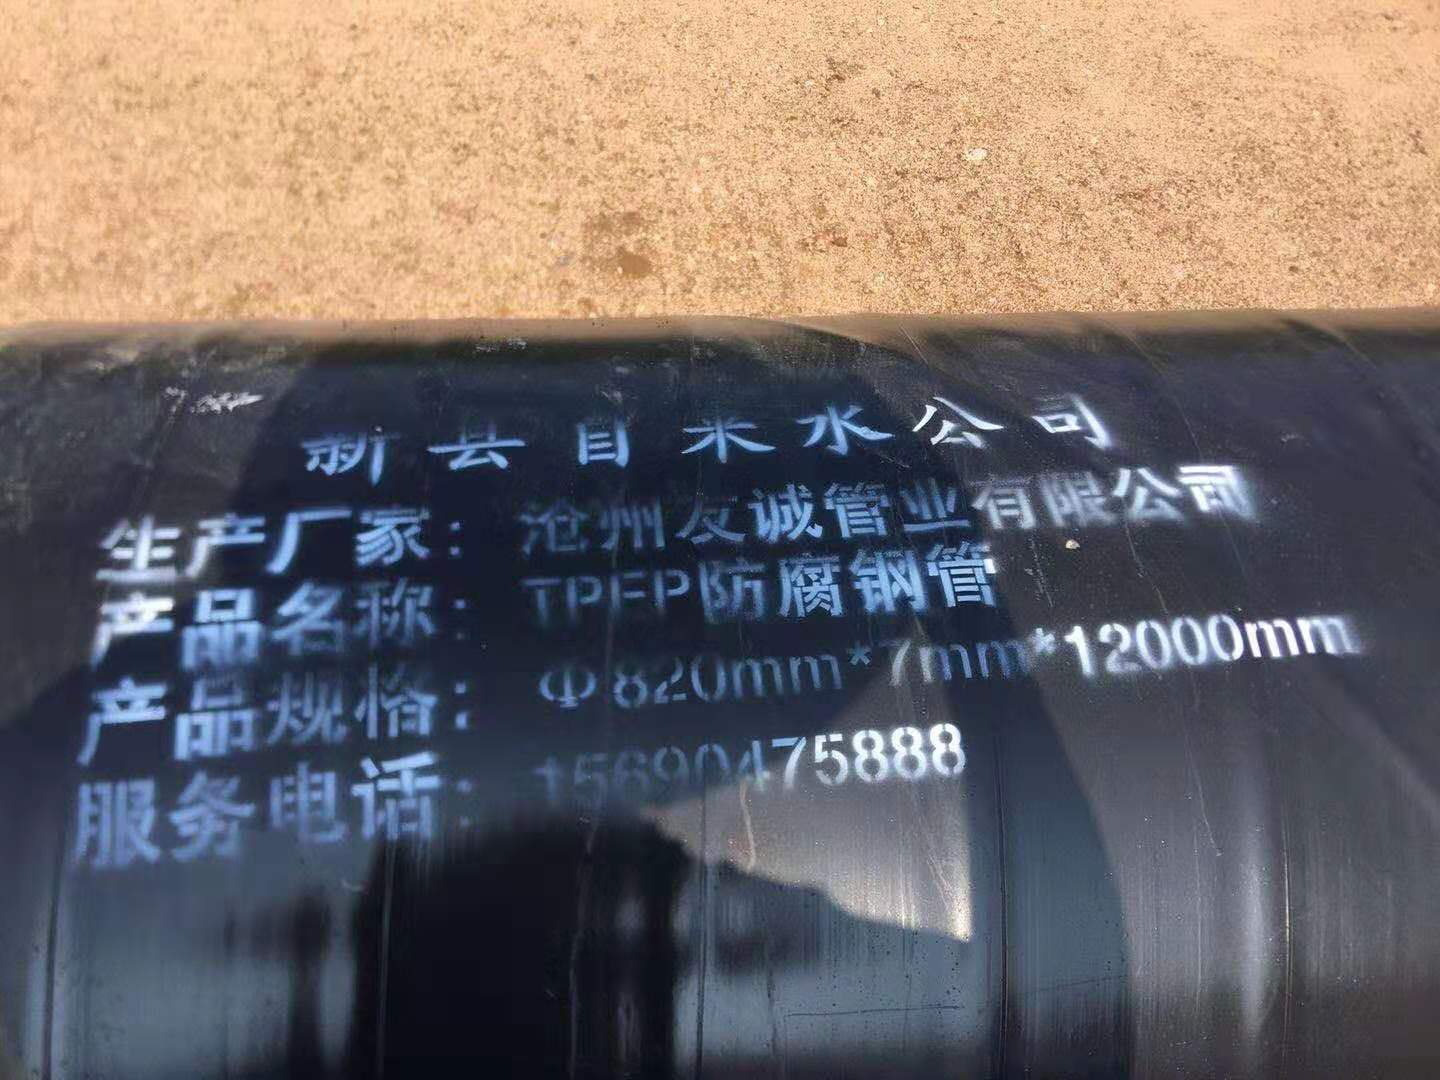 新县自来水公司
生产厂家：沧州友诚管业有限公司
产品名称：TPEP防腐钢管
产品规格：Φ820mm*7mm*12000mm
服务电话：15690475888